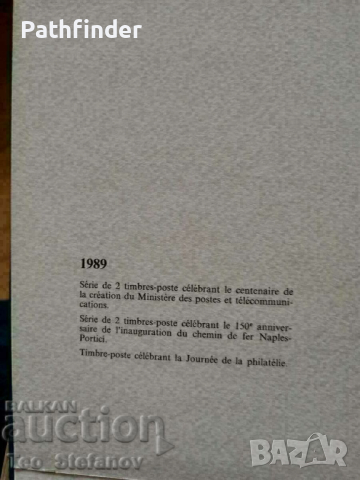 Pathfinder
1989
Série de 2 timbres-poste célébrant le centenaire de
la création du Ministère des postes et télécommuni-
cations.
Série de 2 timbres-poste célébrant le 150e anniver-
saire de l'inauguration du chemin de fer Naples-
Portici.
Timbre-poste célébrant la Journée de la philatélie
BALKAN
auction
Teo_Stefanov
BAZAR